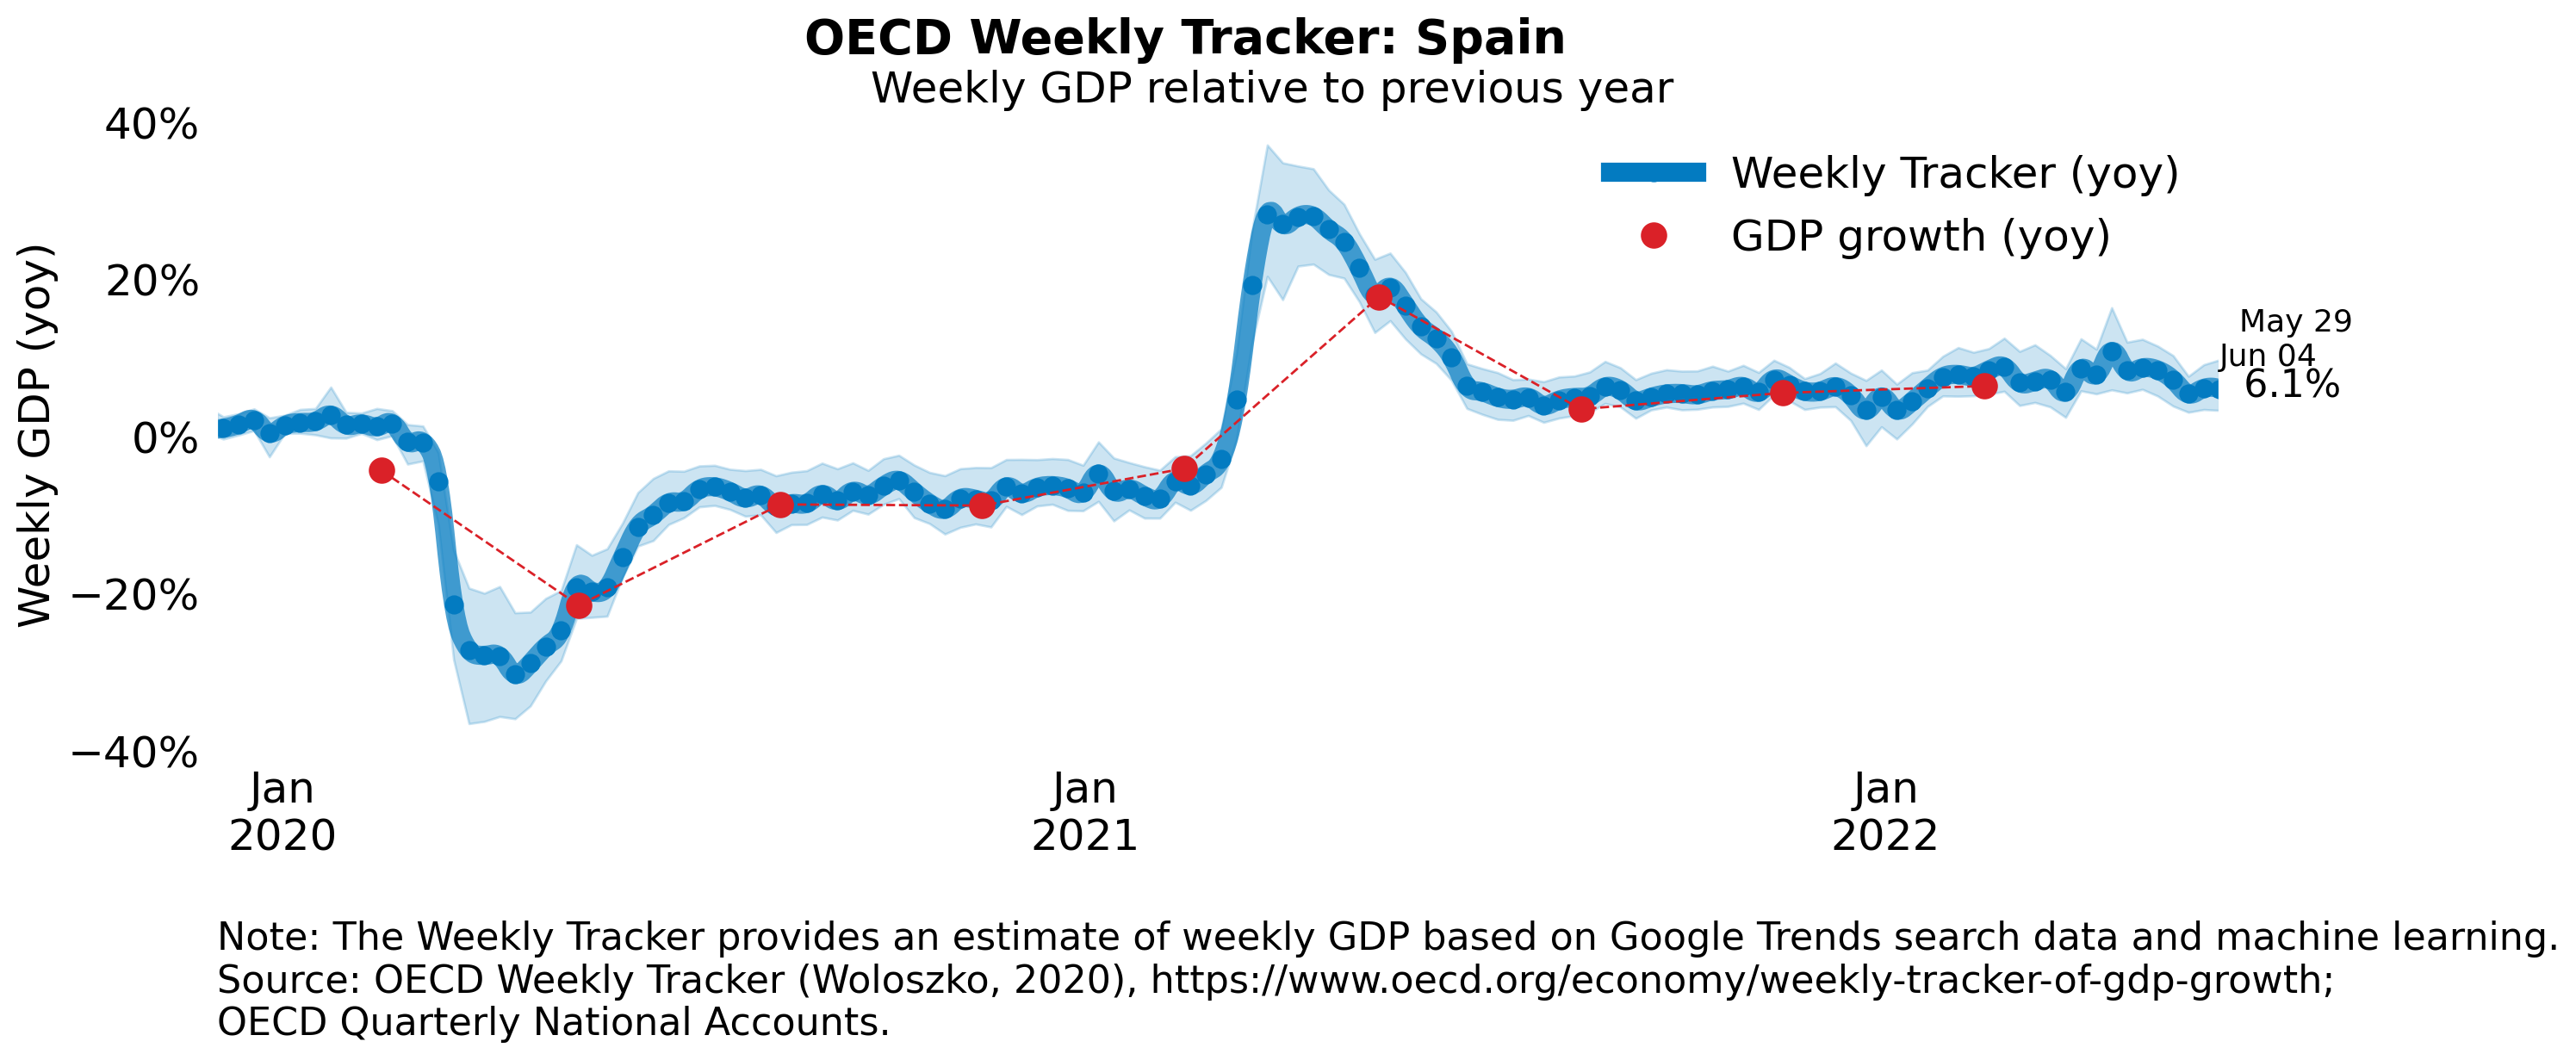 OECD Weekly Tracker: Spain
Weekly GDP relative to previous year
Weekly GDP (yoy)
40%
20%
0%
−20%
−40%
Weekly Tracker (yoy)
GDP growth (yoy)
May 29
Jun 04
6.1%
Jan
2020
Jan
2021
Jan
2022
Note: The Weekly Tracker provides an estimate of weekly GDP based on Google Trends search data and machine learning.
Source: OECD Weekly Tracker (Woloszko, 2020), https://www.oecd.org/economy/weekly-tracker-of-gdp-growth;
OECD Quarterly National Accounts.